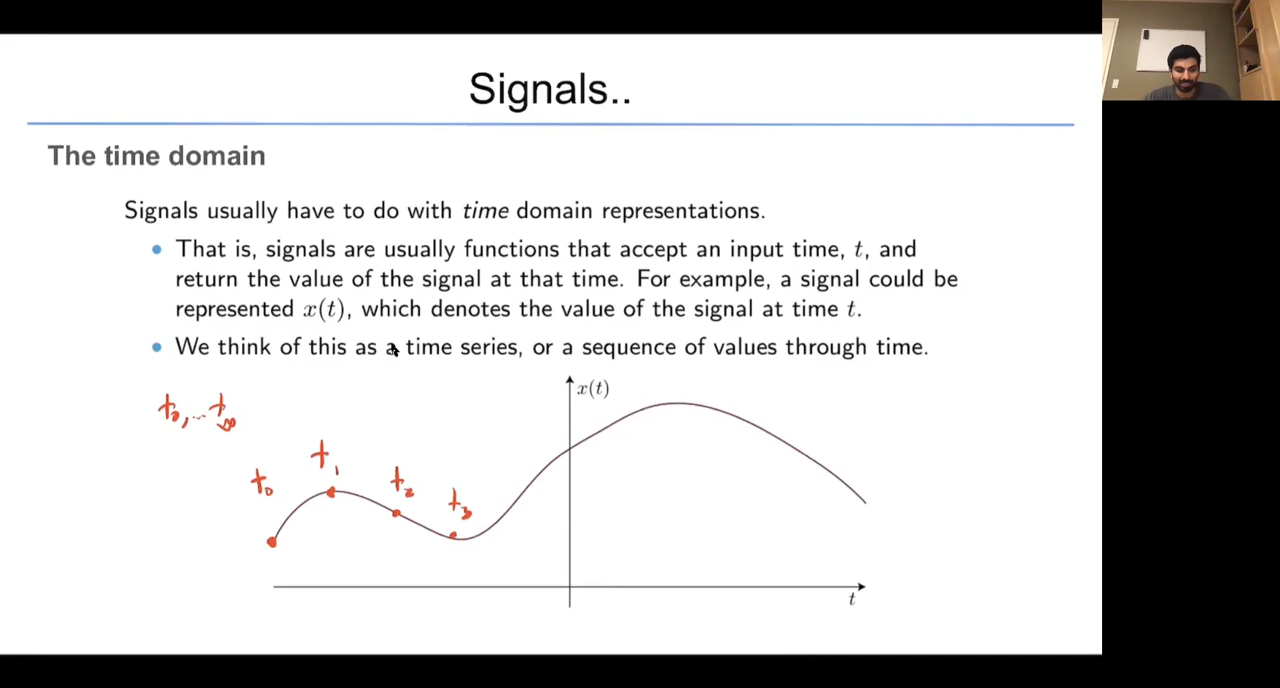 Signals..
The time domain
Signals usually have to do with time domain representations.
• That is, signals are usually functions that accept an input time, t, and
return the value of the signal at that time. For example, a signal could be
represented x(t), which denotes the value of the signal at time t.
• We think of this as a time series, or a sequence of values through time.
x(t)
t₀, ... t∞
t₁
t₀
t₂
t₃
t